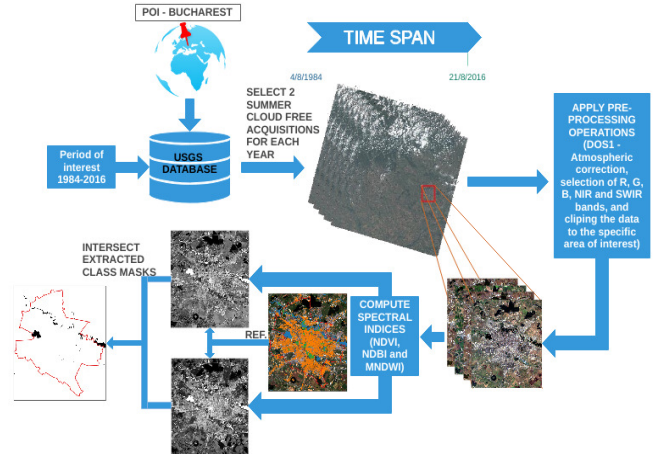 POI - BUCHAREST
TIME SPAN
4/8/1984
21/8/2016
SELECT 2
SUMMER
CLOUD FREE
ACQUISITIONS
FOR EACH
YEAR
Period of
interest
1984-2016
USGS
DATABASE
APPLY PRE-
PROCESSING
OPERATIONS
(DOS1 -
Atmospheric
correction,
selection of R, G,
B, NIR and SWIR
bands, and
cliping the data
to the specific
area of interest)
INTERSECT
EXTRACTED
CLASS MASKS
REF.
COMPUTE
SPECTRAL
INDICES
(NDVI,
NDBI and
MNDWI)